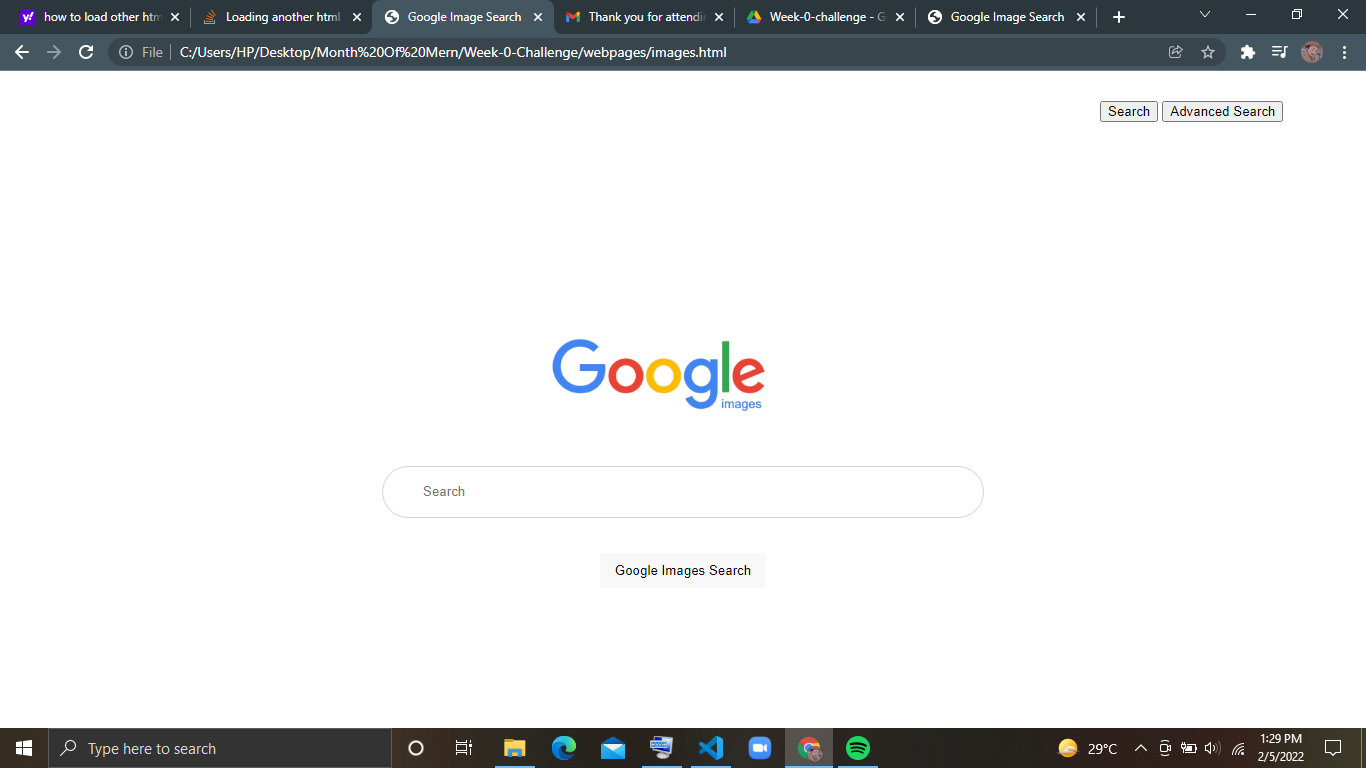 how to load other htm
Loading another html
Google Image Search
Thank you for attendin
Week-0-challenge - G
Google Image Search
File
C:/Users/HP/Desktop/Month%20Of%20Mern/Week-0-Challenge/webpages/images.html
Search
Advanced Search
Google
images
Search
Google Images Search
Type here to search
29°C
1:29 PM
2/5/2022